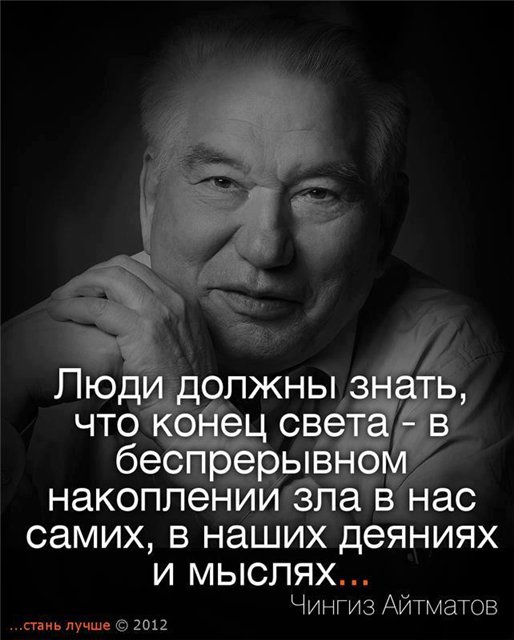 Люди должны знать,
что конец света - в
беспрерывном
накоплении зла в нас
самих, в наших деяниях
и мыслях...
Чингиз Айтматов
...стань лучше © 2012